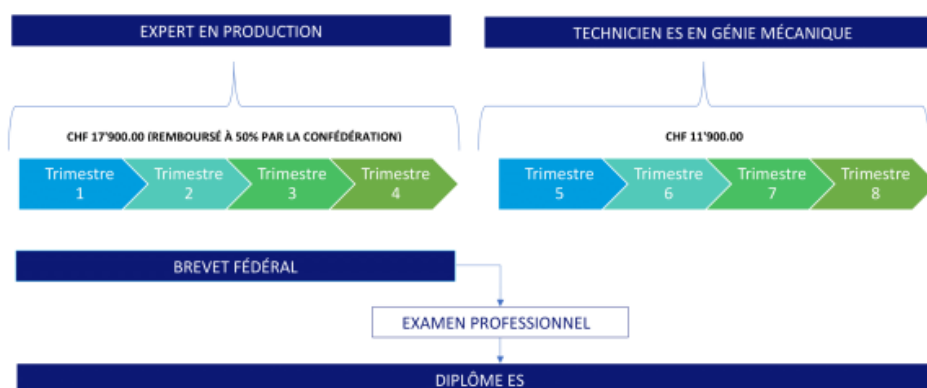 EXPERT EN PRODUCTION
TECHNICIEN ES EN GÉNIE MÉCANIQUE
CHF 17'900.00 (REMBOURSÉ À 50% PAR LA CONFÉDÉRATION)
CHF 11'900.00
Trimestre
1
Trimestre
2
Trimestre
3
Trimestre
4
Trimestre
5
Trimestre
6
Trimestre
7
Trimestre
8
BREVET FÉDÉRAL
EXAMEN PROFESSIONNEL
DIPLÔME ES